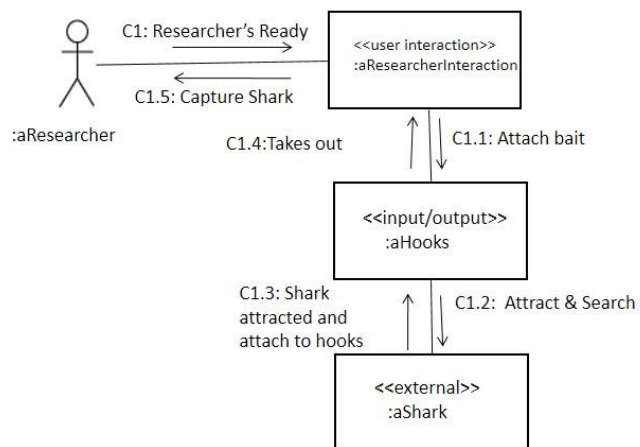 C1: Researcher's Ready
<<user interaction>>
:aResearcherInteraction
C1.5: Capture Shark
:aResearcher
C1.4:Takes out
C1.1: Attach bait
<<input/output>>
:aHooks
C1.3: Shark
attracted and
attach to hooks
C1.2:  Attract & Search
<<external>>
:aShark